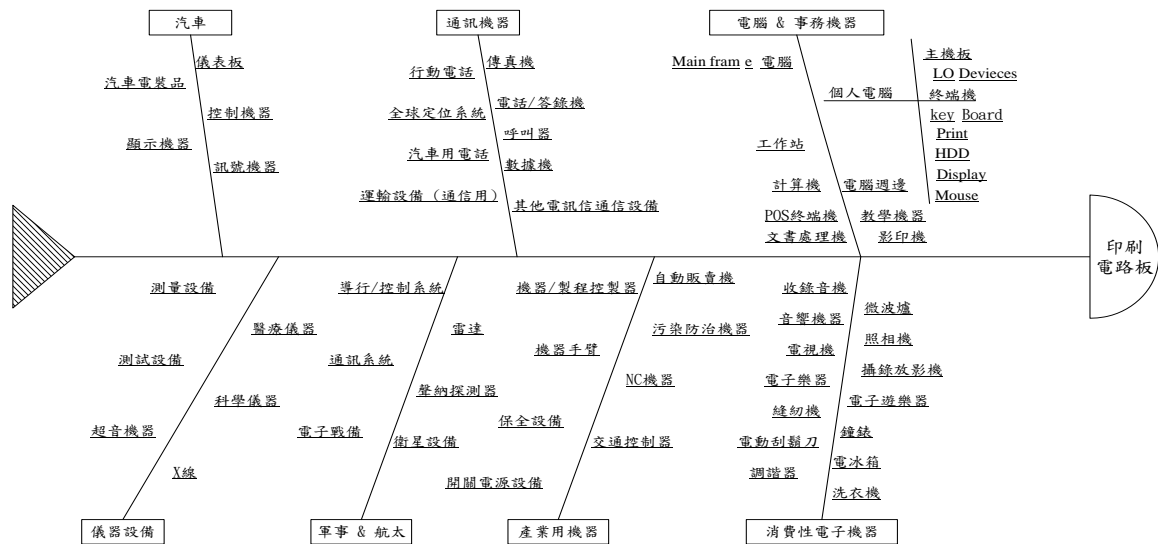 汽車
儀表板
汽車電裝品
控制機器
顯示機器
訊號機器
通訊機器
傳真機
行動電話
電話/答錄機
全球定位系統
呼叫器
汽車用電話
數據機
運輸設備（通信用）
其他電訊信通信設備
電腦 & 事務機器
Main fram e 電腦
個人電腦
主機板
LO Devieces
終端機
key Board
Print
HDD
Display
Mouse
工作站
計算機
電腦週邊
POS終端機
教學機器
文書處理機
影印機
印刷
電路板
測量設備
醫療儀器
測試設備
科學儀器
超音機器
X線
儀器設備
導行/控制系統
雷達
通訊系統
聲納探測器
電子戰備
衛星設備
軍事 & 航太
機器/製程控製器
自動販賣機
污染防治機器
機器手臂
NC機器
保全設備
交通控制器
開關電源設備
產業用機器
收錄音機
微波爐
音響機器
照相機
電視機
攝錄放影機
電子樂器
電子遊樂器
縫紉機
鐘錶
電動刮鬍刀
電冰箱
調諧器
洗衣機
消費性電子機器